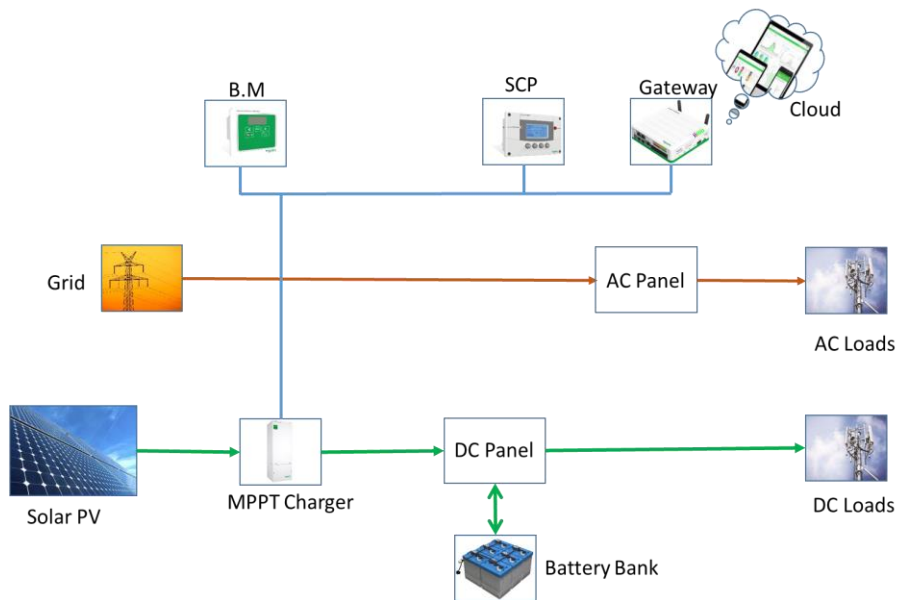 B.M
SCP
Gateway
Cloud
Grid
AC Panel
AC Loads
Solar PV
MPPT Charger
DC Panel
DC Loads
Battery Bank